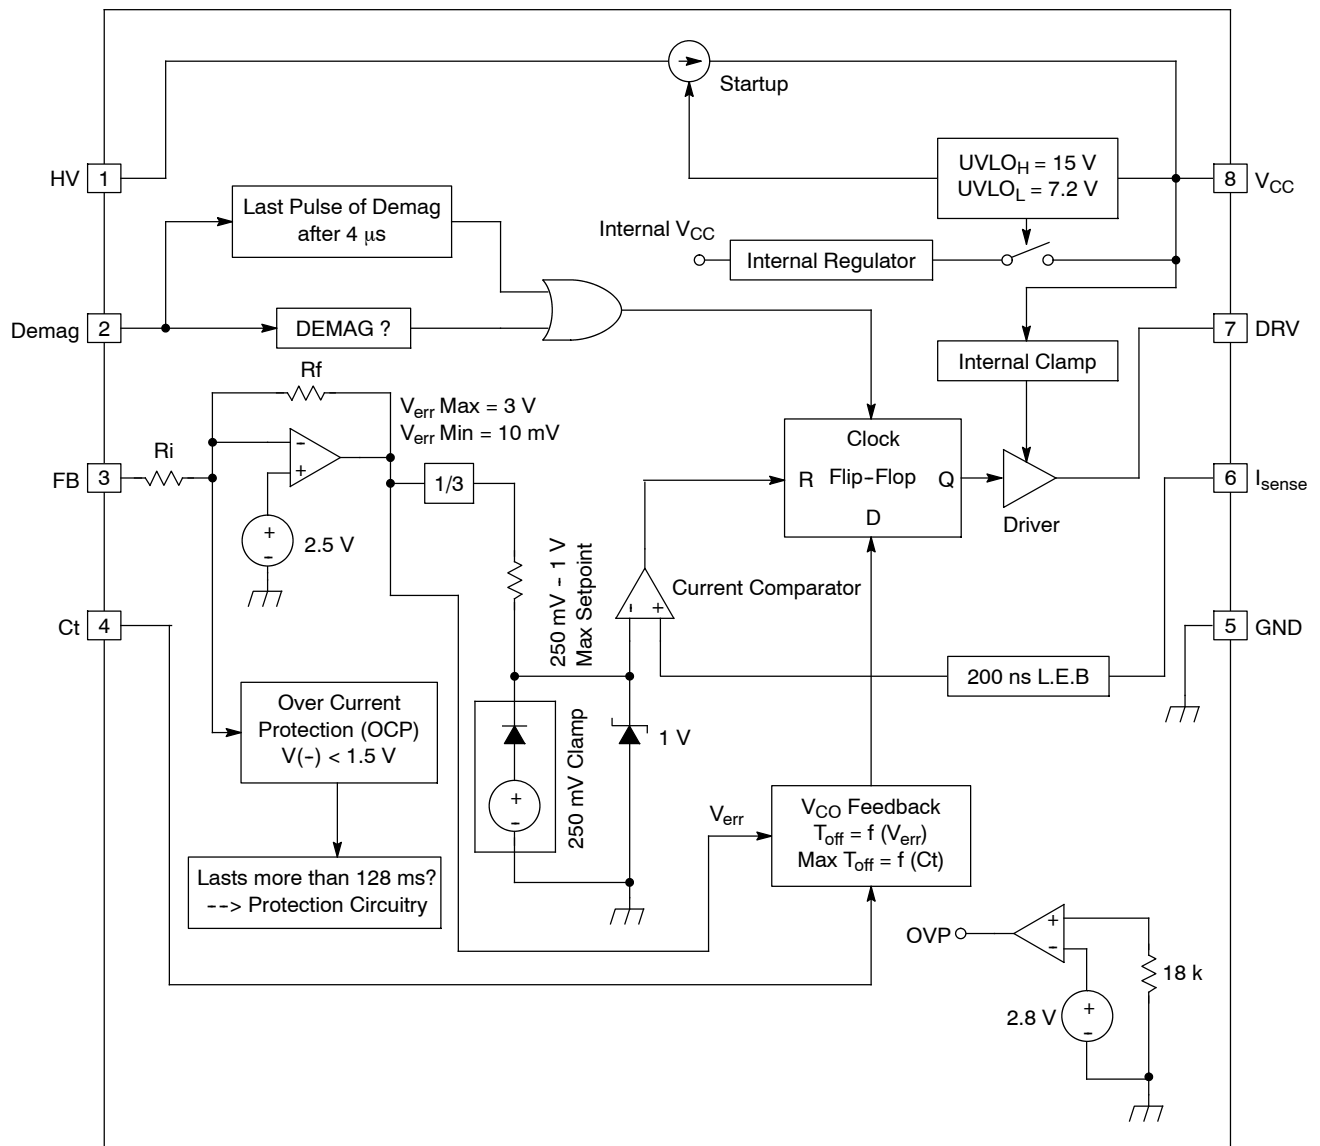 Startup
HV
1
UVLOH = 15 V
UVLOL = 7.2 V
8
VCC
Last Pulse of Demag
after 4 μs
Internal VCC
Internal Regulator
Demag
2
DEMAG ?
7
DRV
Internal Clamp
Rf
Verr Max = 3 V
Verr Min = 10 mV
Clock
R
Flip-Flop
Q
D
Driver
FB
3
Ri
-
+
1/3
6
Isense
+
-
2.5 V
250 mV - 1 V
Max Setpoint
Current Comparator
-
+
Ct
4
5
GND
200 ns L.E.B
Over Current
Protection (OCP)
V(-) < 1.5 V
250 mV Clamp
+
-
1 V
Verr
VCO Feedback
Toff = f (Verr)
Max Toff = f (Ct)
Lasts more than 128 ms?
--> Protection Circuitry
OVP
+
-
18 k
2.8 V
+
-